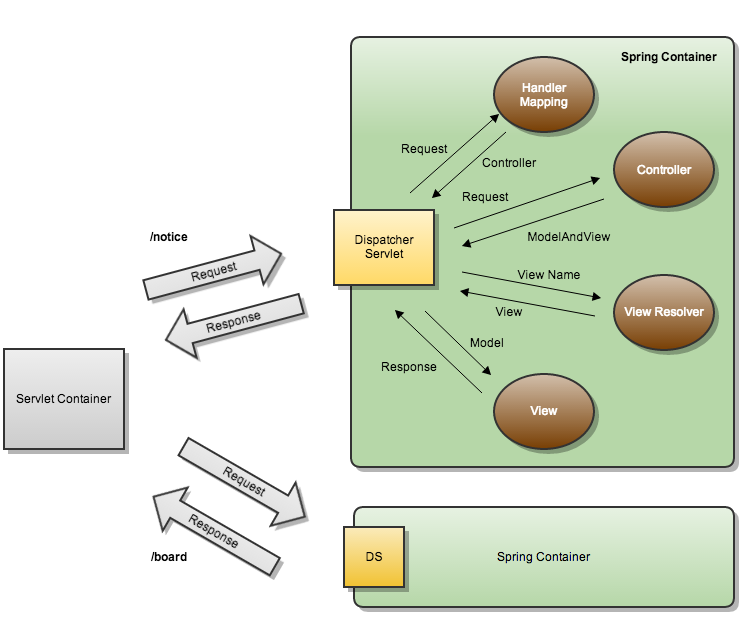 Spring Container
Handler
Mapping
Request
Controller
Controller
Request
ModelAndView
/notice
Dispatcher
Servlet
Request
Response
View Name
View
View Resolver
Model
Response
View
Servlet Container
Request
Response
/board
DS
Spring Container